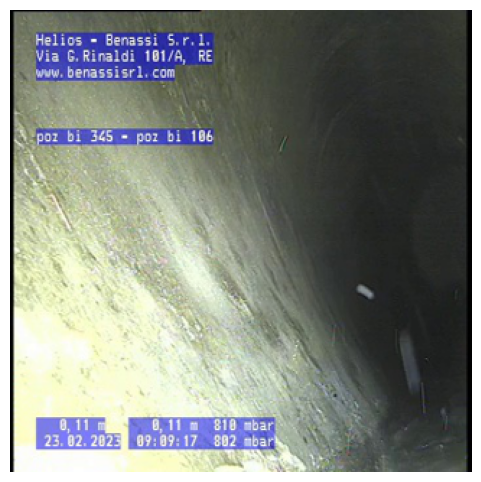 Helios - Benassi S.r.l.
Via G.Rinaldi 101/A, RE
www.benassisrl.com
poz bi 345 - poz bi 106
0,11 m 0,11 m 810 mbar
23.02.2023 09:09:17 802 mbar